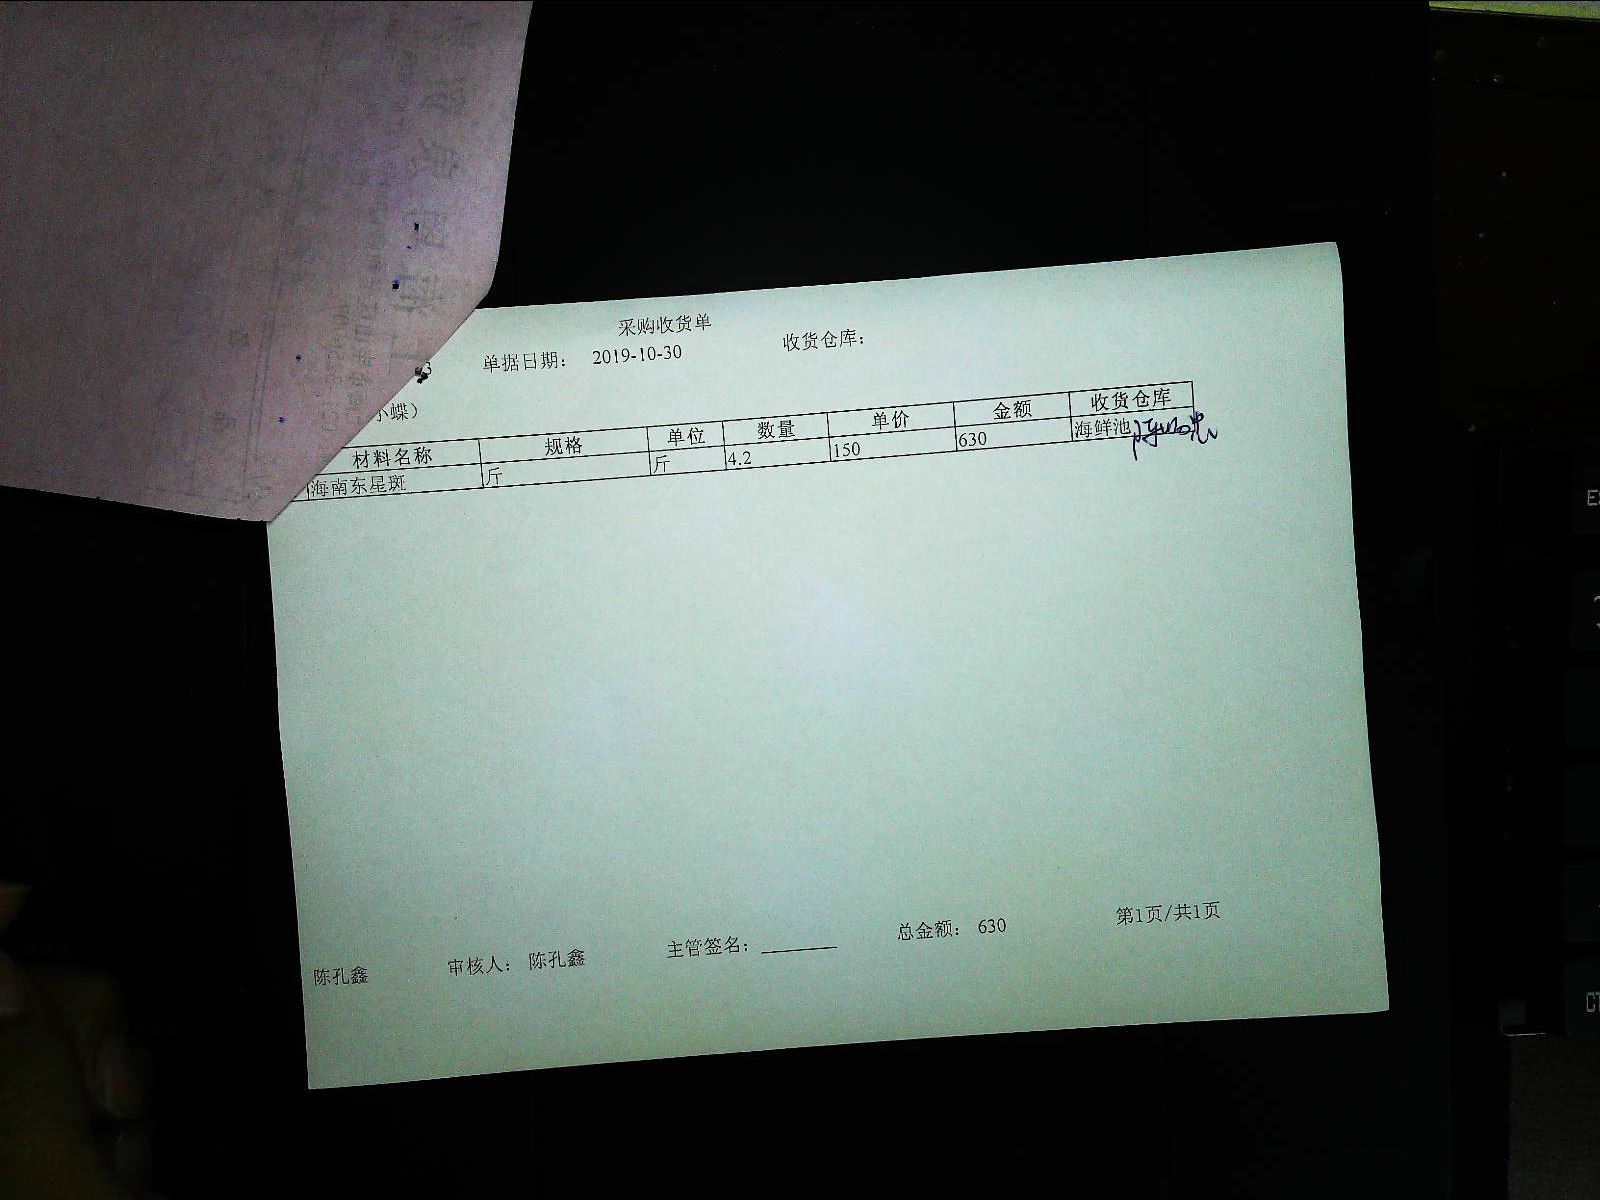 采购收货单
3 单据日期： 2019-10-30 收货仓库：
小蝶）
材料名称 规格 单位 数量 单价 金额 收货仓库
海南东星斑 斤 斤 4.2 150 630 海鲜池
陈孔鑫 审核人： 陈孔鑫 主管签名： 总金额： 630 第1页/共1页